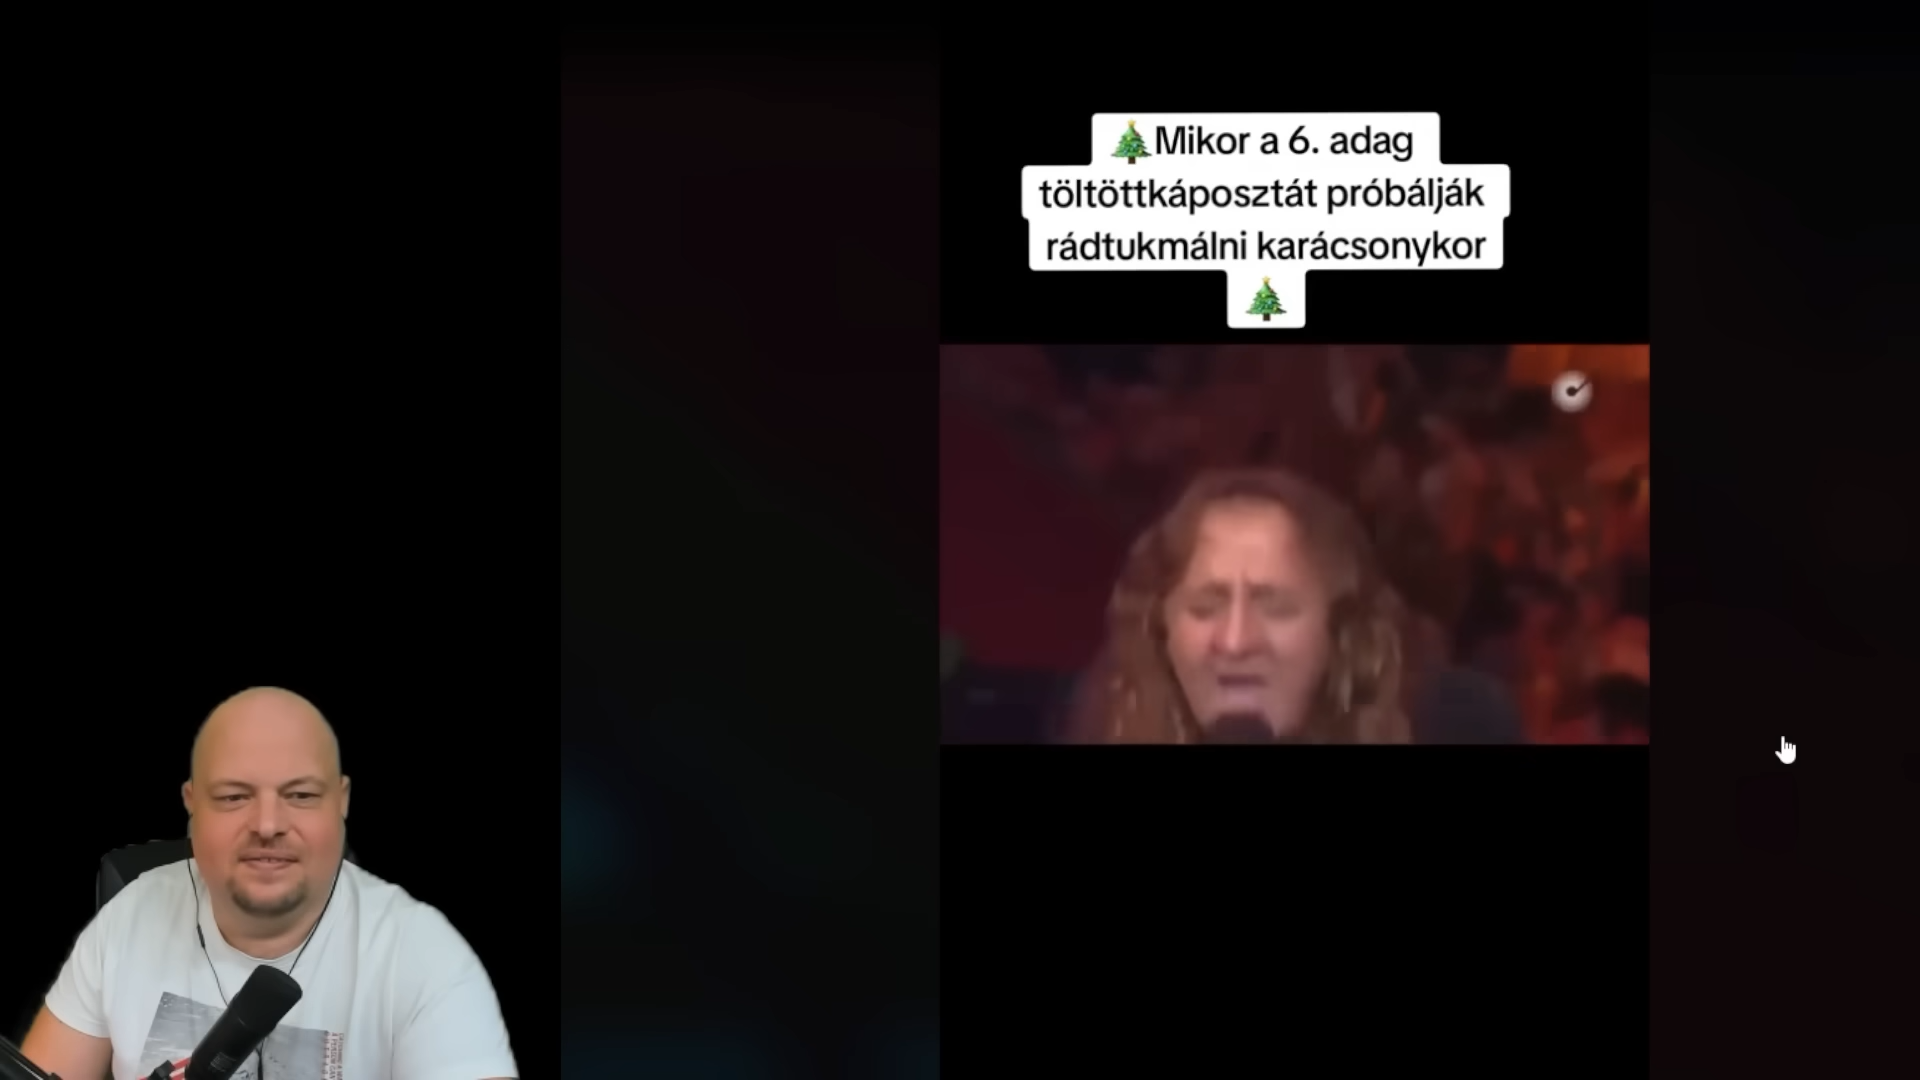 🎄Mikor a 6. adag
töltöttkáposztát próbálják
rádtukmálni karácsonykor
🎄